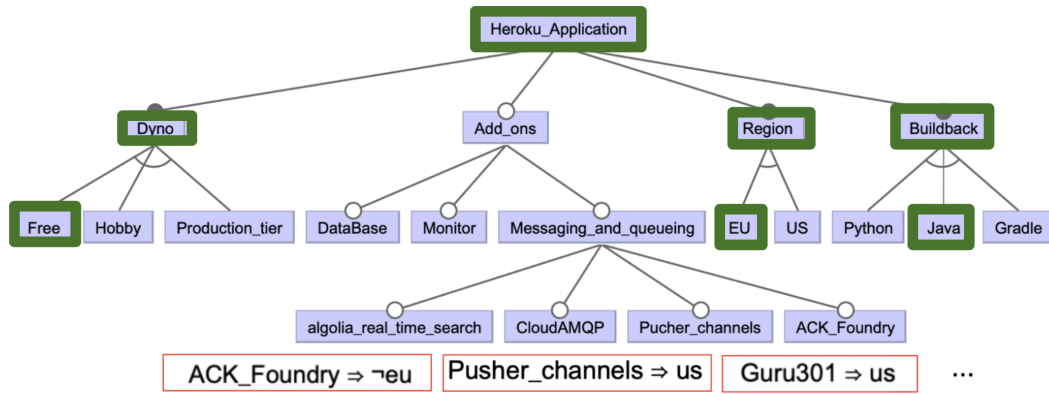 Heroku_Application
Dyno
Add_ons
Region
Buildback
Free
Hobby
Production_tier
DataBase
Monitor
Messaging_and_queueing
EU
US
Python
Java
Gradle
algolia_real_time_search
CloudAMQP
Pucher_channels
ACK_Foundry
ACK_Foundry ⇒ ¬eu
Pusher_channels ⇒ us
Guru301 ⇒ us
...